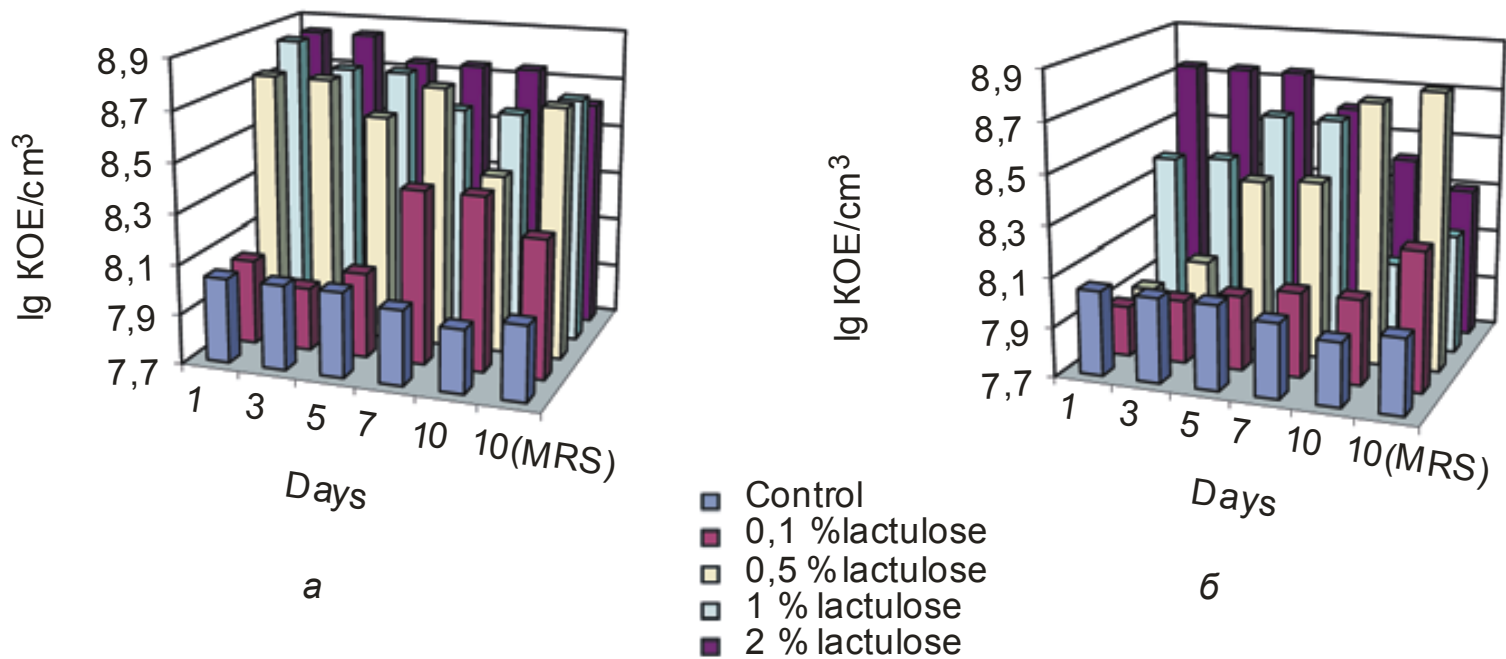 lg КОЕ/cm³
8,9
8,7
8,5
8,3
8,1
7,9
7,7
1
3
5
7
10
10(MRS)
Days
а
lg КОЕ/cm³
8,9
8,7
8,5
8,3
8,1
7,9
7,7
1
3
5
7
10
10(MRS)
Days
б
Control
0,1 % lactulose
0,5 % lactulose
1 % lactulose
2 % lactulose